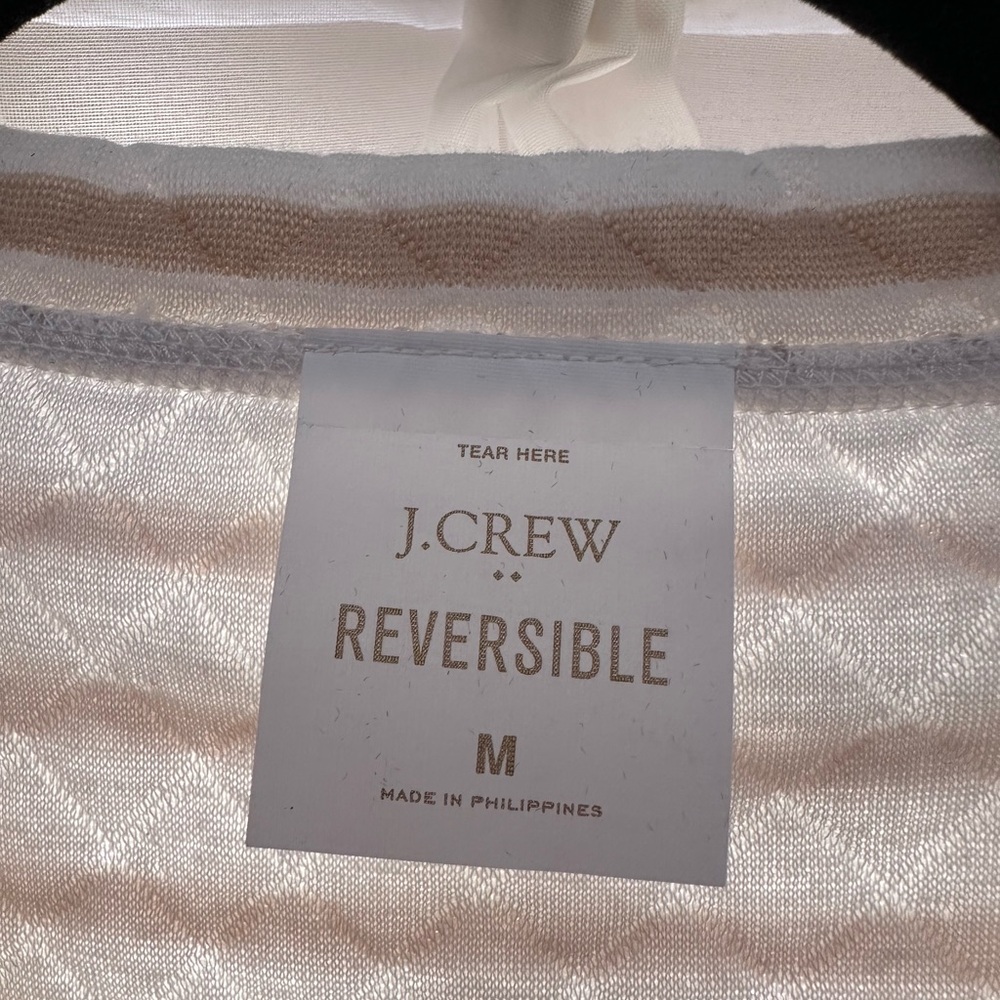 TEAR HERE
J.CREW
REVERSIBLE
M
MADE IN PHILIPPINES